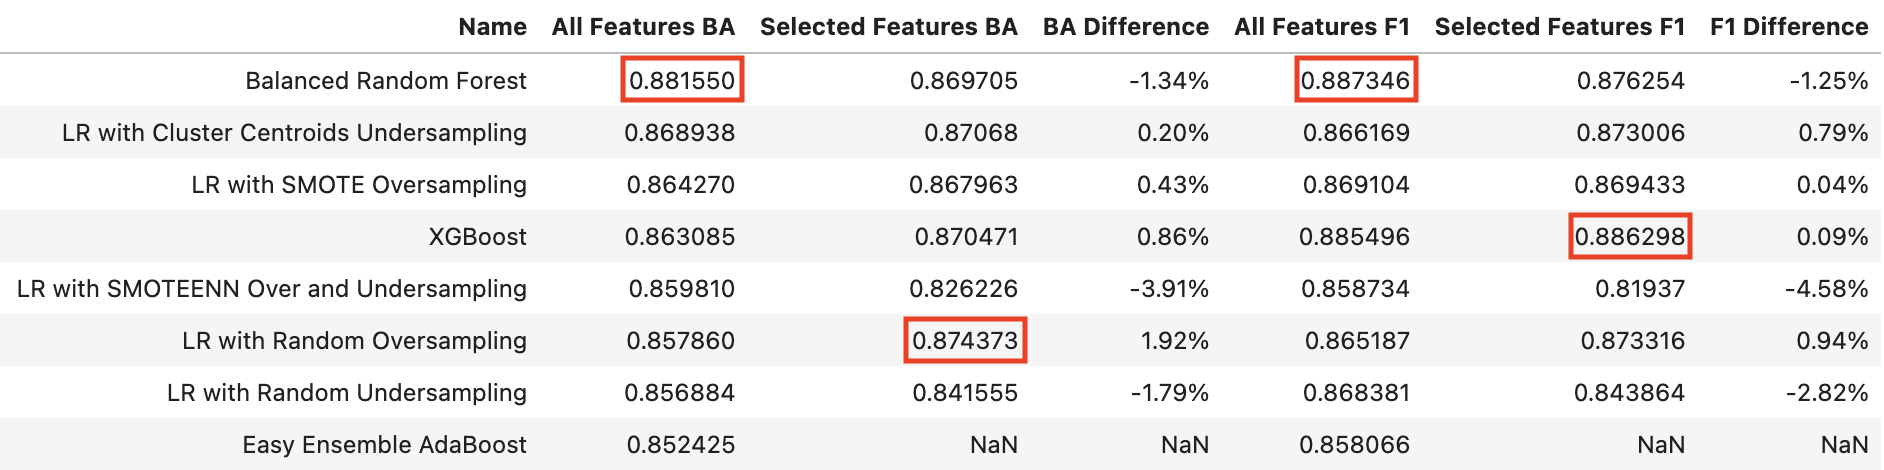 Name All Features BA Selected Features BA BA Difference All Features F1 Selected Features F1 F1 Difference
Balanced Random Forest 0.881550 0.869705 -1.34% 0.887346 0.876254 -1.25%
LR with Cluster Centroids Undersampling 0.868938 0.87068 0.20% 0.866169 0.873006 0.79%
LR with SMOTE Oversampling 0.864270 0.867963 0.43% 0.869104 0.869433 0.04%
XGBoost 0.863085 0.870471 0.86% 0.885496 0.886298 0.09%
LR with SMOTEENN Over and Undersampling 0.859810 0.826226 -3.91% 0.858734 0.81937 -4.58%
LR with Random Oversampling 0.857860 0.874373 1.92% 0.865187 0.873316 0.94%
LR with Random Undersampling 0.856884 0.841555 -1.79% 0.868381 0.843864 -2.82%
Easy Ensemble AdaBoost 0.852425 NaN NaN 0.858066 NaN NaN